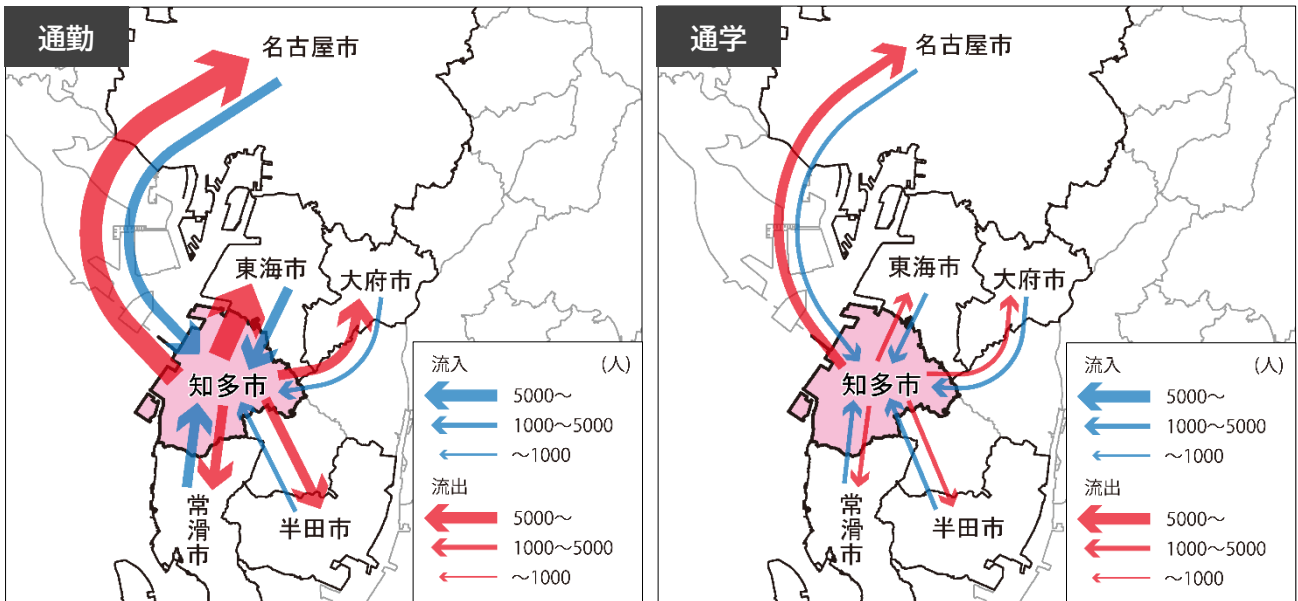 通勤
名古屋市
東海市
大府市
知多市
常滑市
半田市
流入 (人)
5000～
1000～5000
～1000
流出
5000～
1000～5000
～1000
通学
名古屋市
東海市
大府市
知多市
常滑市
半田市
流入 (人)
5000～
1000～5000
～1000
流出
5000～
1000～5000
～1000